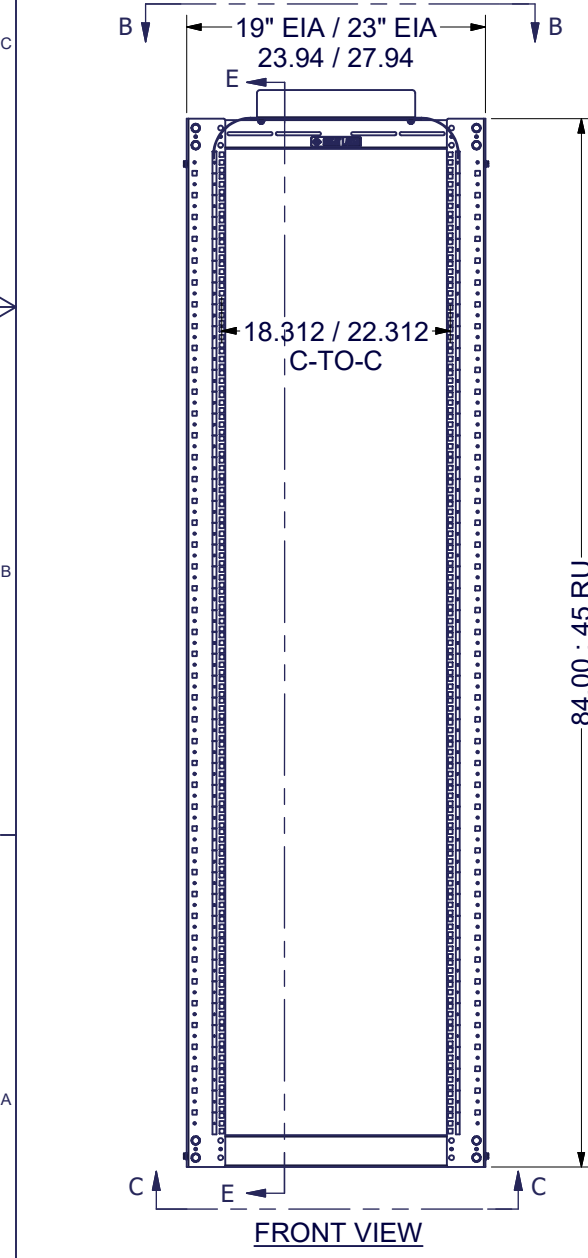 B
B
19" EIA / 23" EIA
23.94 / 27.94
C
E
18.312 / 22.312
C-TO-C
B
84.00 : 45 RU
A
C
E
C
FRONT VIEW